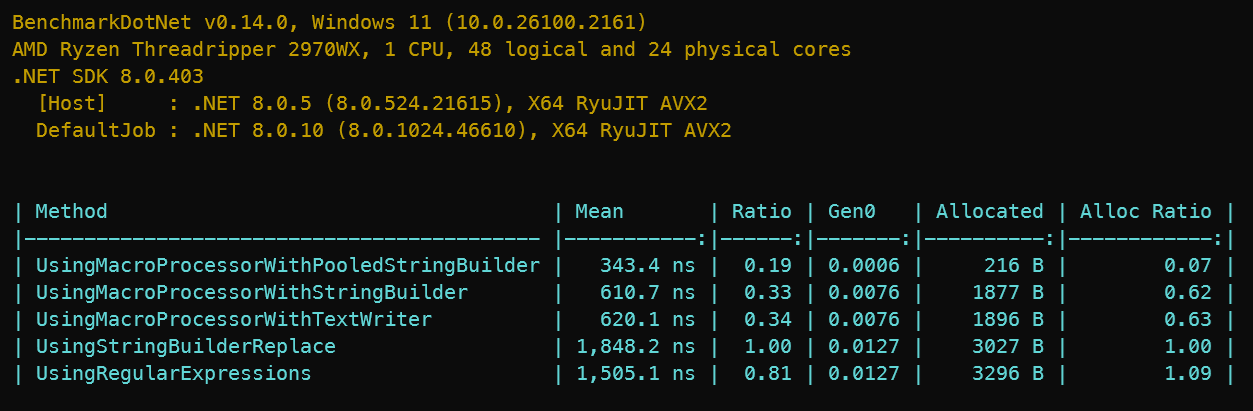 BenchmarkDotNet v0.14.0, Windows 11 (10.0.26100.2161)
AMD Ryzen Threadripper 2970WX, 1 CPU, 48 logical and 24 physical cores
.NET SDK 8.0.403
  [Host]     : .NET 8.0.5 (8.0.524.21615), X64 RyuJIT AVX2
  DefaultJob : .NET 8.0.10 (8.0.1024.46610), X64 RyuJIT AVX2

| Method                                     | Mean       | Ratio | Gen0   | Allocated | Alloc Ratio |
|------------------------------------------- |-----------:|------:|-------:|----------:|------------:|
| UsingMacroProcessorWithPooledStringBuilder |   343.4 ns |  0.19 | 0.0006 |     216 B |        0.07 |
| UsingMacroProcessorWithStringBuilder       |   610.7 ns |  0.33 | 0.0076 |    1877 B |        0.62 |
| UsingMacroProcessorWithTextWriter          |   620.1 ns |  0.34 | 0.0076 |    1896 B |        0.63 |
| UsingStringBuilderReplace                  | 1,848.2 ns |  1.00 | 0.0127 |    3027 B |        1.00 |
| UsingRegularExpressions                    | 1,505.1 ns |  0.81 | 0.0127 |    3296 B |        1.09 |